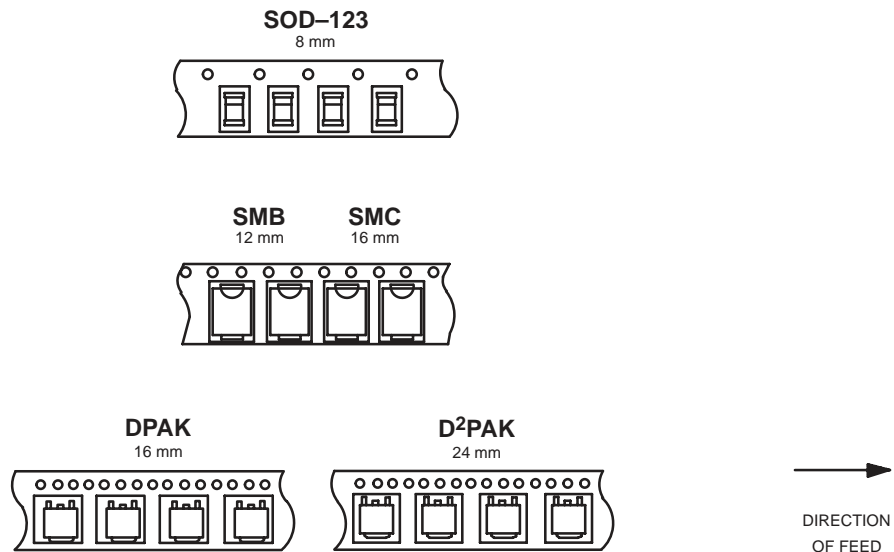 SOD–123
8 mm
SMB
12 mm
SMC
16 mm
DPAK
16 mm
D²PAK
24 mm
DIRECTION
OF FEED